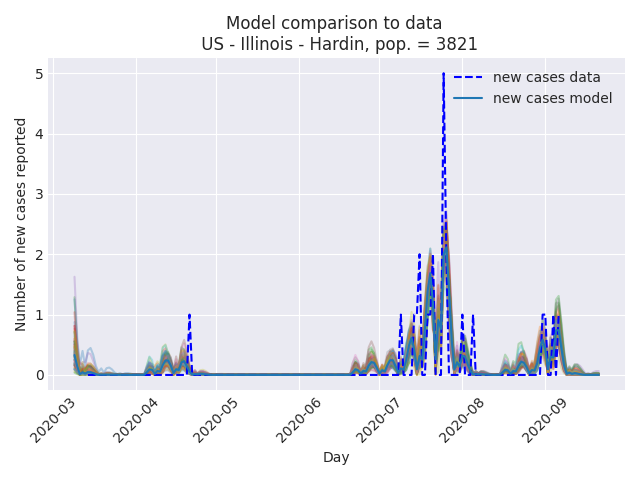 Model comparison to data
US - Illinois - Hardin, pop. = 3821
new cases data
new cases model
Number of new cases reported
5
4
3
2
1
0
2020-03
2020-04
2020-05
2020-06
2020-07
2020-08
2020-09
Day